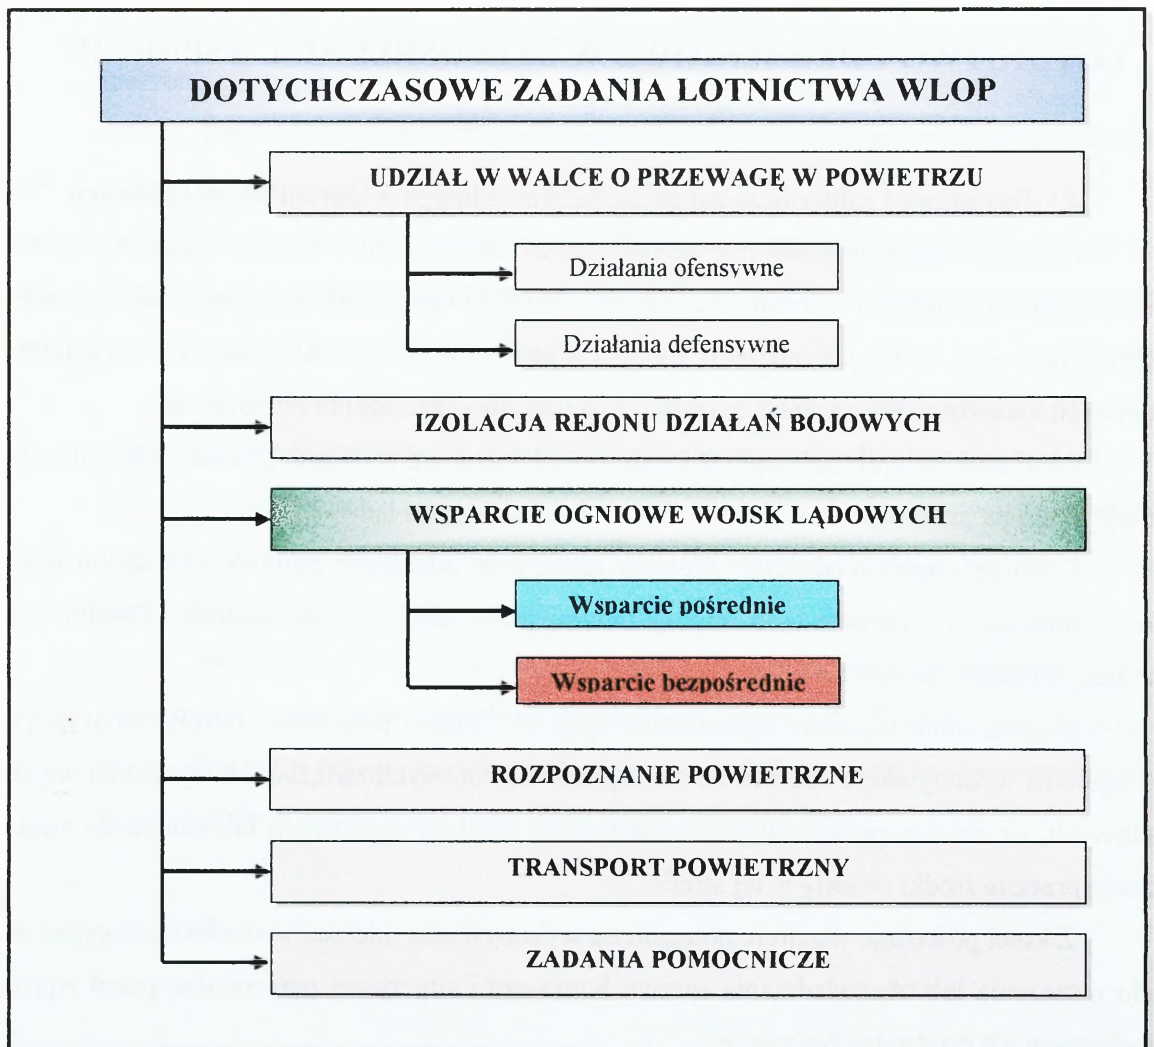 DOTYCHCZASOWE ZADANIA LOTNICTWA WLOP
UDZIAŁ W WALCE O PRZEWAGĘ W POWIETRZU
Działania ofensywne
Działania defensywne
IZOLACJA REJONU DZIAŁAŃ BOJOWYCH
WSPARCIE OGNIOWE WOJSK LĄDOWYCH
Wsparcie pośrednie
Wsparcie bezpośrednie
ROZPOZNANIE POWIETRZNE
TRANSPORT POWIETRZNY
ZADANIA POMOCNICZE